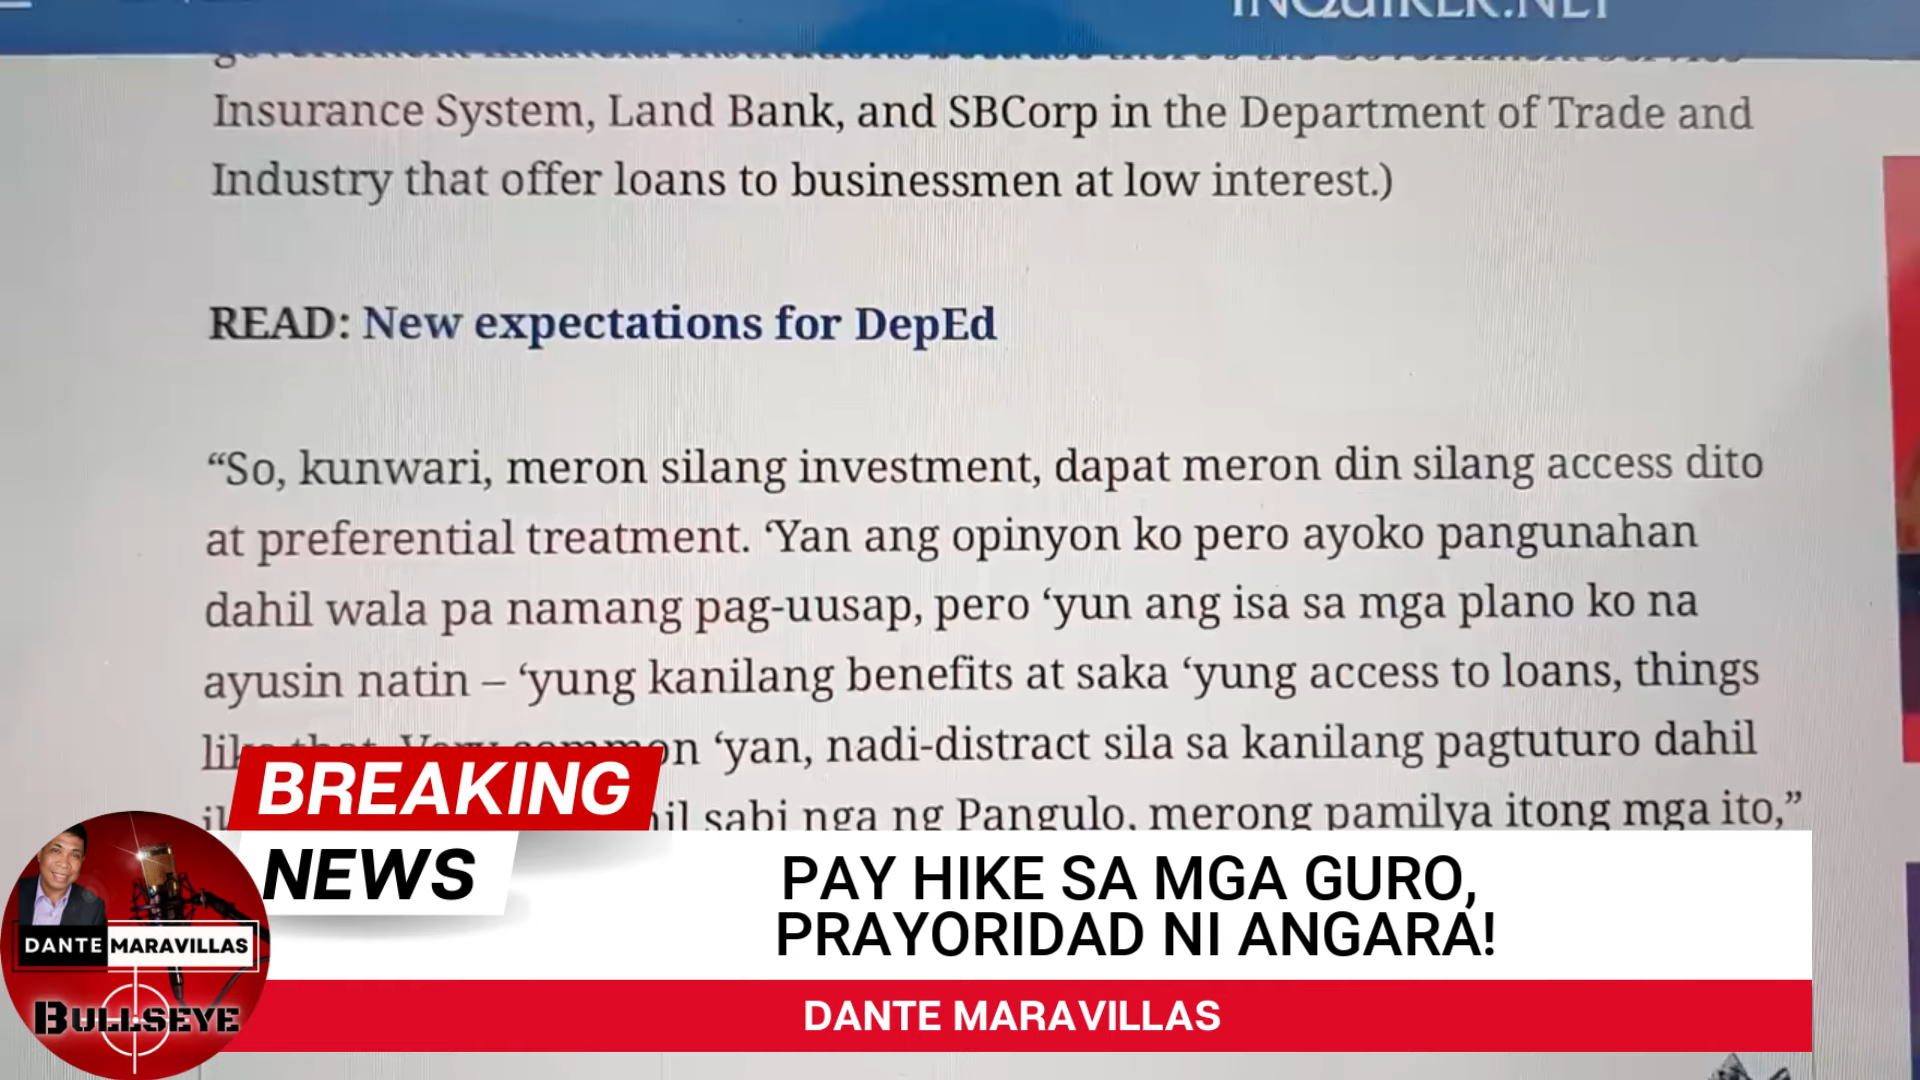 INQUIRER.NET
Insurance System, Land Bank, and SBCorp in the Department of Trade and
Industry that offer loans to businessmen at low interest.)
READ: New expectations for DepEd
“So, kunwari, meron silang investment, dapat meron din silang access dito
at preferential treatment. ‘Yan ang opinyon ko pero ayoko pangunahan
dahil wala pa namang pag-uusap, pero ‘yun ang isa sa mga plano ko na
ayusin natin – ‘yung kanilang benefits at saka ‘yung access to loans, things
‘yan, nadi-distract sila sa kanilang pagtuturo dahil
sabi nga ng Pangulo, merong pamilya itong mga ito,”
BREAKING
NEWS
PAY HIKE SA MGA GURO,
PRAYORIDAD NI ANGARA!
DANTE MARAVILLAS
DANTE MARAVILLAS
BULLSEYE